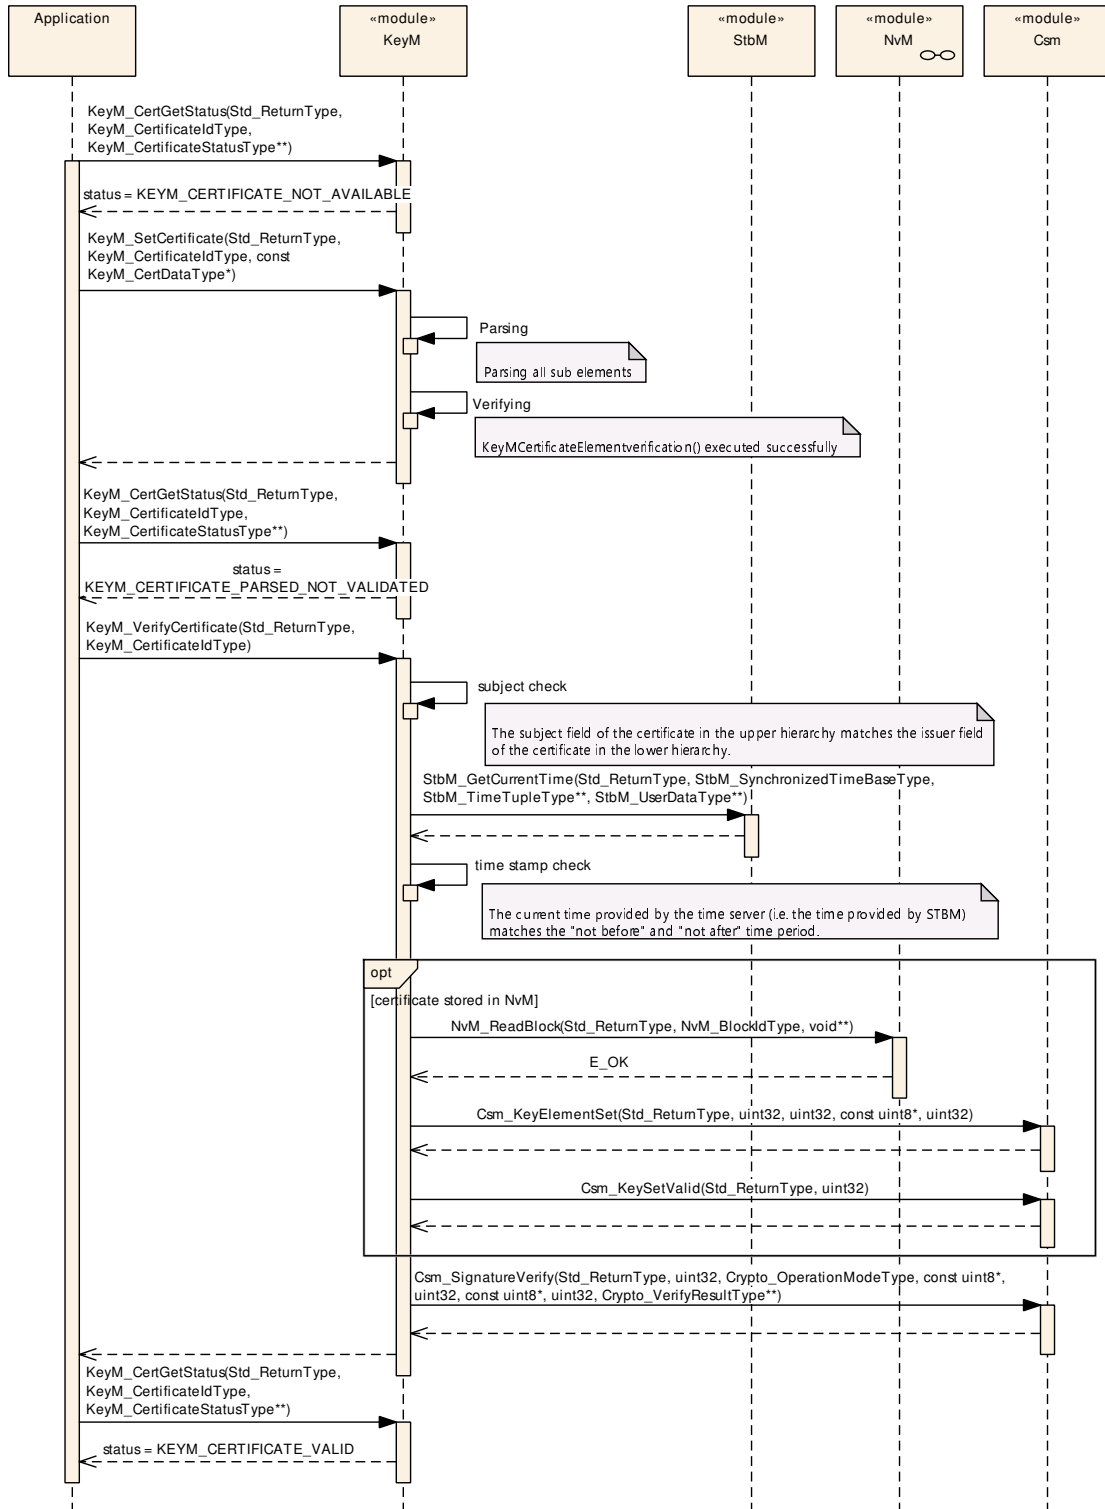 Application
«module»
KeyM
«module»
StbM
«module»
NvM
«module»
Csm
KeyM_CertGetStatus(Std_ReturnType,
KeyM_CertificateIdType,
KeyM_CertificateStatusType**)
status = KEYM_CERTIFICATE_NOT_AVAILABLE
KeyM_SetCertificate(Std_ReturnType,
KeyM_CertificateIdType, const
KeyM_CertDataType*)
Parsing
Parsing all sub elements
Verifying
KeyMCertificateElementverification() executed successfully
KeyM_CertGetStatus(Std_ReturnType,
KeyM_CertificateIdType,
KeyM_CertificateStatusType**)
status =
KEYM_CERTIFICATE_PARSED_NOT_VALIDATED
KeyM_VerifyCertificate(Std_ReturnType,
KeyM_CertificateIdType)
subject check
The subject field of the certificate in the upper hierarchy matches the issuer field
of the certificate in the lower hierarchy.
StbM_GetCurrentTime(Std_ReturnType, StbM_SynchronizedTimeBaseType,
StbM_TimeTupleType**, StbM_UserDataType**)
time stamp check
The current time provided by the time server (i.e. the time provided by STBM)
matches the "not before" and "not after" time period.
opt
[certificate stored in NvM]
NvM_ReadBlock(Std_ReturnType, NvM_BlockIdType, void**)
E_OK
Csm_KeyElementSet(Std_ReturnType, uint32, uint32, const uint8*, uint32)
Csm_KeySetValid(Std_ReturnType, uint32)
Csm_SignatureVerify(Std_ReturnType, uint32, Crypto_OperationModeType, const uint8*,
uint32, const uint8*, uint32, Crypto_VerifyResultType**)
KeyM_CertGetStatus(Std_ReturnType,
KeyM_CertificateIdType,
KeyM_CertificateStatusType**)
status = KEYM_CERTIFICATE_VALID